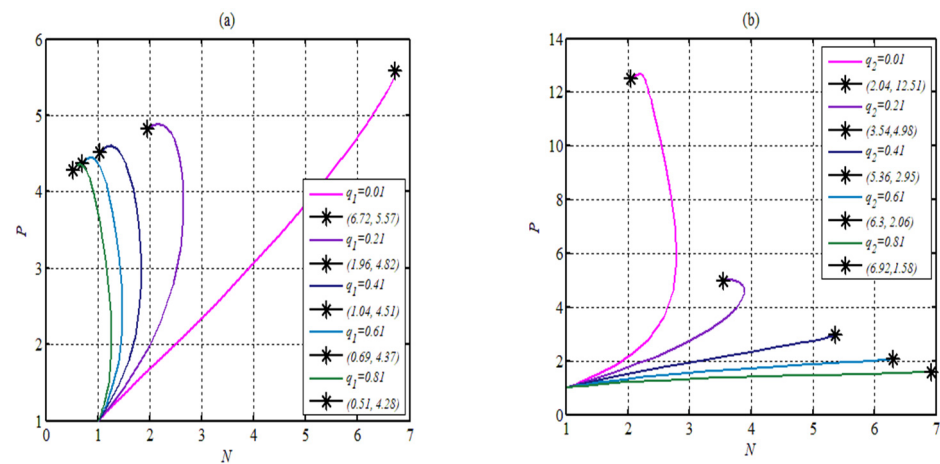 (a)
6
5
4
3
2
1
P
0 1 2 3 4 5 6 7
N
q1=0.01
(6.72, 5.57)
q1=0.21
(1.96, 4.82)
q1=0.41
(1.04, 4.51)
q1=0.61
(0.69, 4.37)
q1=0.81
(0.51, 4.28)
(b)
14
12
10
8
6
4
2
0
P
1 2 3 4 5 6 7
N
q2=0.01
(2.04, 12.51)
q2=0.21
(3.54,4.98)
q2=0.41
(5.36, 2.95)
q2=0.61
(6.3, 2.06)
q2=0.81
(6.92,1.58)